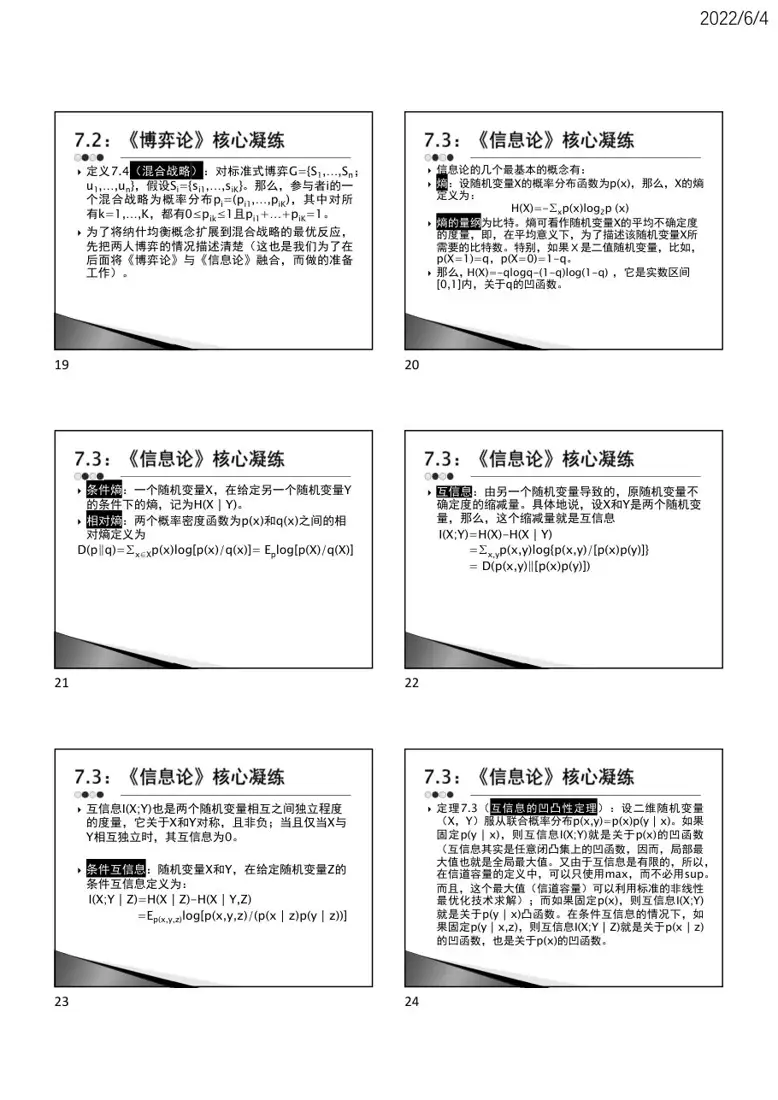 2022/6/4
7.2：《博弈论》核心凝练
定义7.4（混合战略）：对标准式博弈G={S1,…,Sn;
u1,…,un}，假设Si={si1,…,siK}。那么，参与者i的一
个混合战略为概率分布pi=(pi1,…,piK)，其中对所
有k=1,…,K，都有0≤piK≤1且pi1+…+piK=1。
为了将纳什均衡概念扩展到混合战略的最优反应，
先把两人博弈的情况描述清楚（这也是我们为了在
后面将《博弈论》与《信息论》融合，而做的准备
工作）。
19
7.3：《信息论》核心凝练
信息论的几个最基本的概念有：
熵：设随机变量X的概率分布函数为p(x)，那么，X的熵
定义为：
H(X)=-∑xp(x)log2p (x)
熵的量纲为比特。熵可看作随机变量X的平均不确定度
的度量，即，在平均意义下，为了描述该随机变量X所
需要的比特数。特别，如果Ｘ是二值随机变量，比如，
p(X=1)=q，p(X=0)=1-q。
那么, H(X)=-qlogq-(1-q)log(1-q) ，它是实数区间
[0,1]内，关于q的凹函数。
20
7.3：《信息论》核心凝练
条件熵：一个随机变量X，在给定另一个随机变量Y
的条件下的熵，记为H(X | Y)。
相对熵：两个概率密度函数为p(x)和q(x)之间的相
对熵定义为
D(p∥q)=∑x∈Xp(x)log[p(x)/q(x)]= Eplog[p(X)/q(X)]
21
7.3：《信息论》核心凝练
互信息：由另一个随机变量导致的，原随机变量不
确定度的缩减量。具体地说，设X和Y是两个随机变
量，那么，这个缩减量就是互信息
I(X;Y)=H(X)-H(X | Y)
=∑x,yp(x,y)log{p(x,y)/[p(x)p(y)]}
= D(p(x,y)∥[p(x)p(y)])
22
7.3：《信息论》核心凝练
互信息I(X;Y)也是两个随机变量相互之间独立程度
的度量，它关于X和Y对称，且非负；当且仅当X与
Y相互独立时，其互信息为0。
条件互信息：随机变量X和Y，在给定随机变量Z的
条件互信息定义为：
I(X;Y | Z)=H(X | Z)-H(X | Y,Z)
=Ep(x,y,z)log[p(x,y,z)/(p(x | z)p(y | z))]
23
7.3：《信息论》核心凝练
定理7.3（互信息的凹凸性定理）：设二维随机变量
（X，Y）服从联合概率分布p(x,y)=p(x)p(y | x)。如果
固定p(y | x)，则互信息I(X;Y)就是关于p(x)的凹函数
（互信息其实是任意闭凸集上的凹函数，因而，局部最
大值也就是全局最大值。又由于互信息是有限的，所以，
在信道容量的定义中，可以只使用max，而不必用sup。
而且，这个最大值（信道容量）可以利用标准的非线性
最优化技术求解）；而如果固定p(x)，则互信息I(X;Y)
就是关于p(y | x)凸函数。在条件互信息的情况下，如
果固定p(y | x,z)，则互信息I(X;Y | Z)就是关于p(x | z)
的凹函数，也是关于p(x)的凹函数。
24